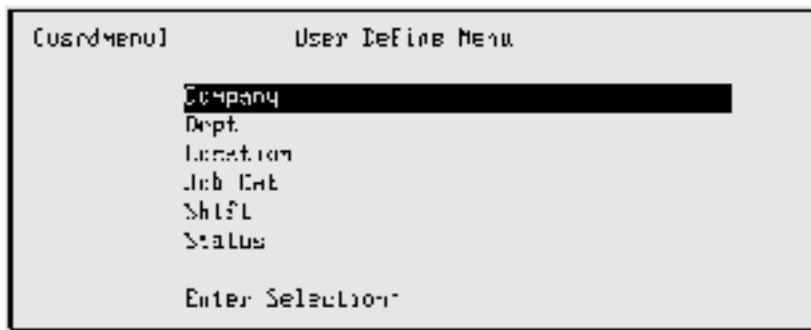 [usrdmenu] User Define Menu
Company
Dept
Location
Job Cat
Shift
Status
Enter Selection: